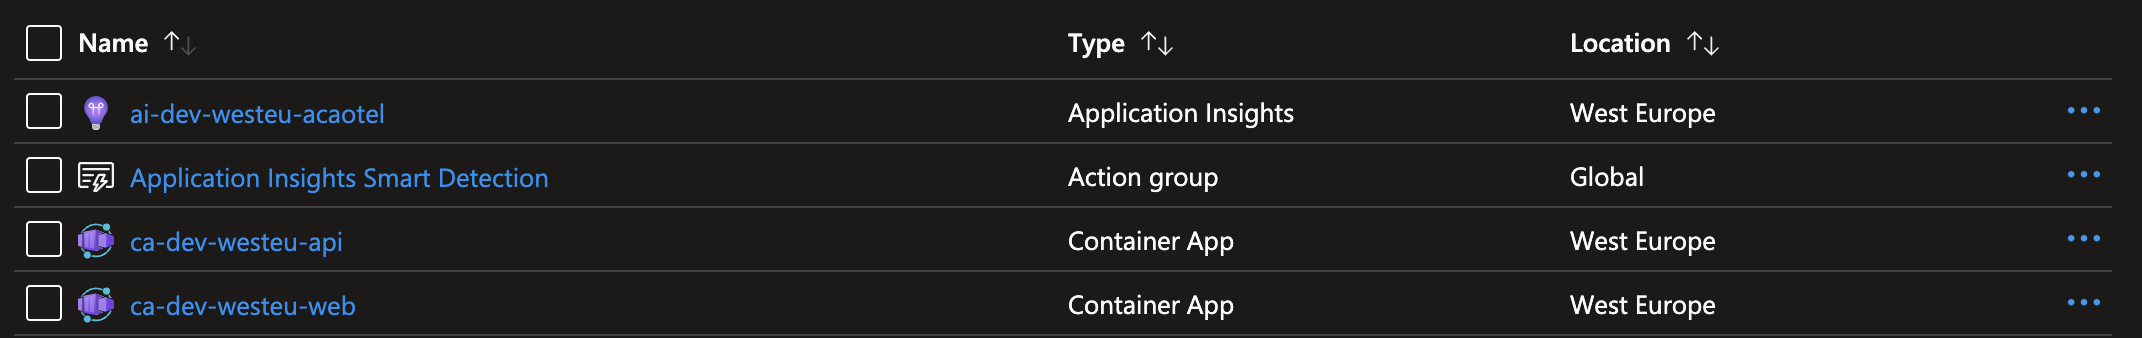 Name Type Location
ai-dev-westeu-acaotel Application Insights West Europe
Application Insights Smart Detection Action group Global
ca-dev-westeu-api Container App West Europe
ca-dev-westeu-web Container App West Europe